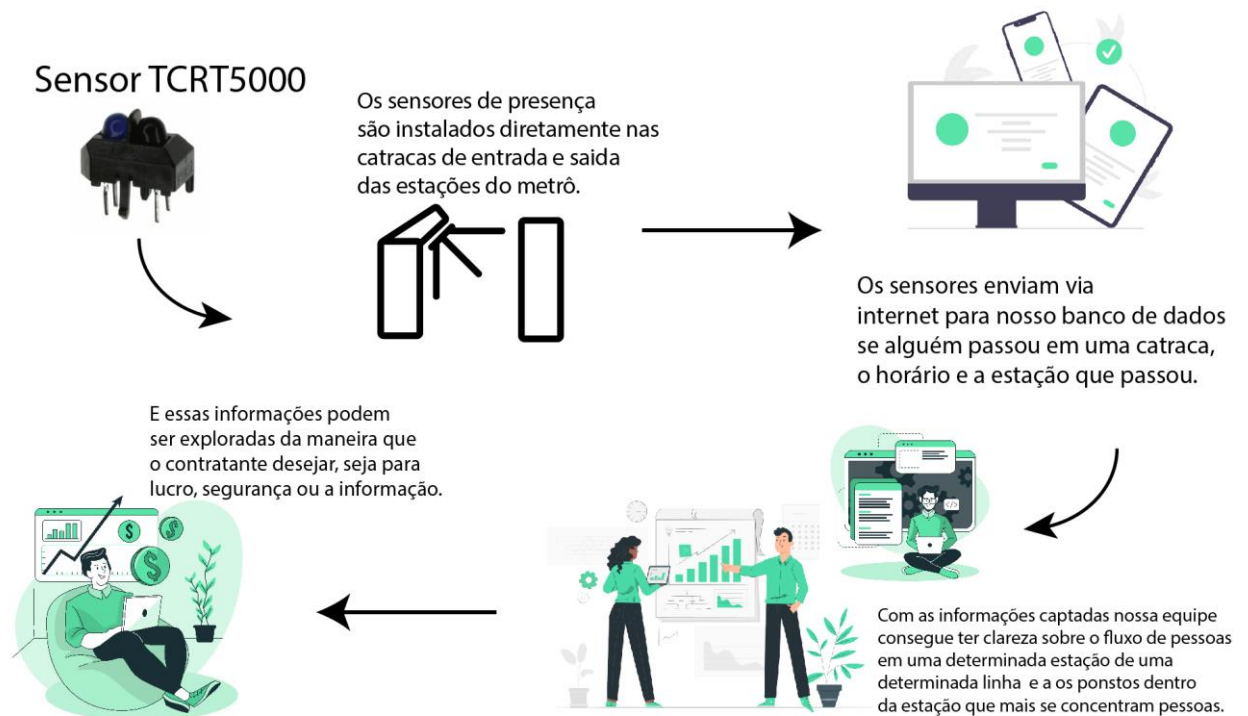 Sensor TCRT5000
Os sensores de presença
são instalados diretamente nas
catracas de entrada e saida
das estações do metrô.
Os sensores enviam via
internet para nosso banco de dados
se alguém passou em uma catraca,
o horário e a estação que passou.
Com as informações captadas nossa equipe
consegue ter clareza sobre o fluxo de pessoas
em uma determinada estação de uma
determinada linha e a os ponstos dentro
da estação que mais se concentram pessoas.
E essas informações podem
ser exploradas da maneira que
o contratante desejar, seja para
lucro, segurança ou a informação.